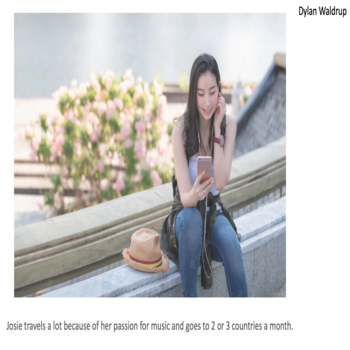 Dylan Waldrup
Josie travels a lot because of her passion for music and goes to 2 or 3 countries a month.